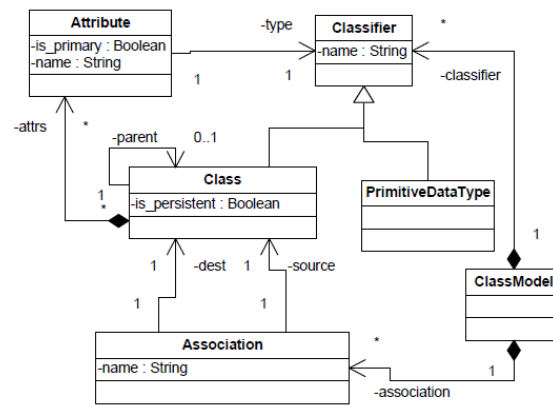 Attribute
-is_primary : Boolean
-name : String
-type
1
1
Classifier
-name : String
*
-classifier
-attrs
*
-parent
0..1
1
*
Class
-is_persistent : Boolean
PrimitiveDataType
1
ClassModel
1
-dest
1
-source
1
1
Association
-name : String
*
1
-association